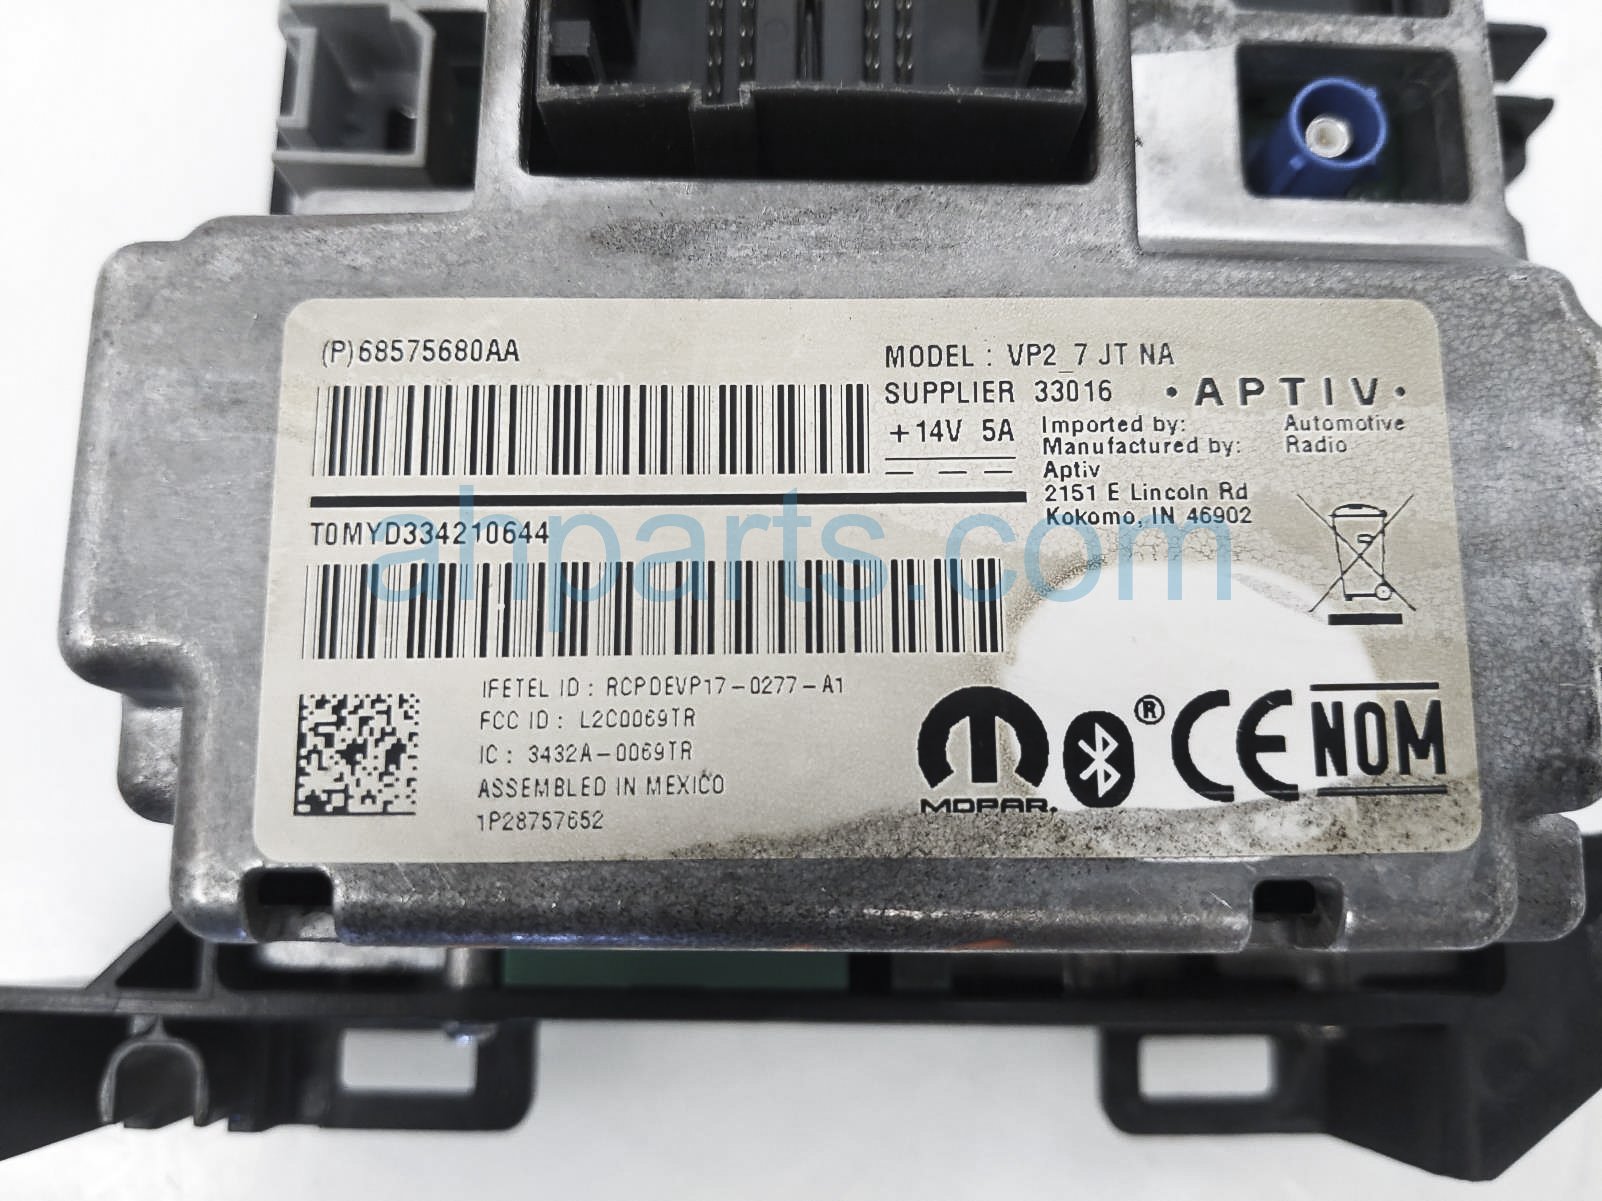 (P)68575680AA
MODEL : VP2_7 JT NA
SUPPLIER 33016
• A P T I V •
+14V 5A
Imported by:
Manufactured by:
Aptiv
2151 E Lincoln Rd
Kokomo, IN 46902
Automotive
Radio
T0MYD334210644
ahparts.com
IFETEL ID : RCPDEVP17-0277-A1
FCC ID : L2C0069TR
IC : 3432A-0069TR
ASSEMBLED IN MEXICO
1P28757652
MOPAR.
®
CE
NOM